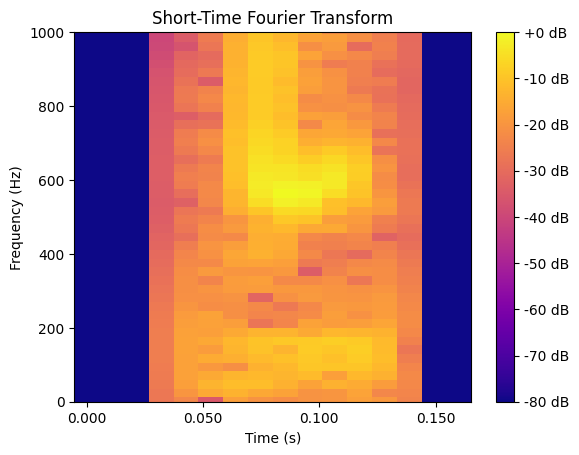 Short-Time Fourier Transform
1000
800
600
400
200
0
Frequency (Hz)
0.000
0.050
0.100
0.150
Time (s)
+0 dB
-10 dB
-20 dB
-30 dB
-40 dB
-50 dB
-60 dB
-70 dB
-80 dB